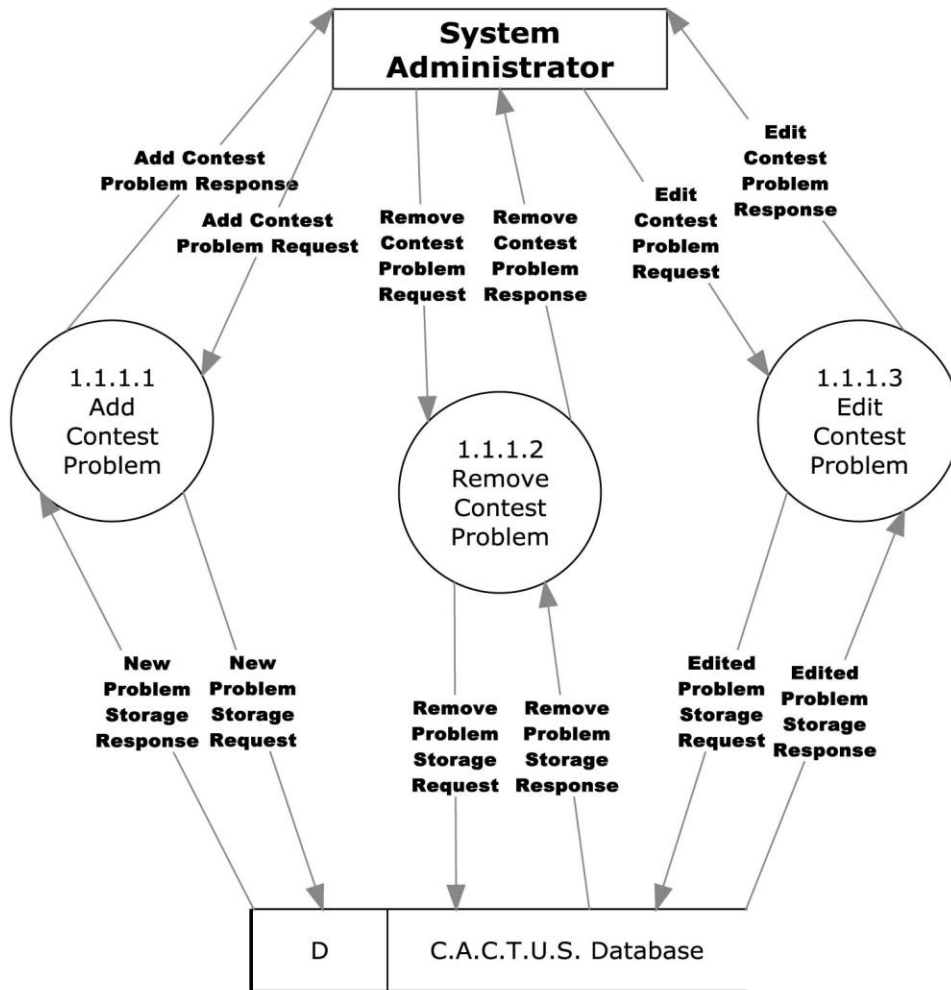 System
Administrator
Add Contest
Problem Response
Add Contest
Problem Request
Remove
Contest
Problem
Request
Remove
Contest
Problem
Response
Edit
Contest
Problem
Request
Edit
Contest
Problem
Response
1.1.1.1
Add
Contest
Problem
1.1.1.2
Remove
Contest
Problem
1.1.1.3
Edit
Contest
Problem
New
Problem
Storage
Response
New
Problem
Storage
Request
Remove
Problem
Storage
Request
Remove
Problem
Storage
Response
Edited
Problem
Storage
Request
Edited
Problem
Storage
Response
D
C.A.C.T.U.S. Database